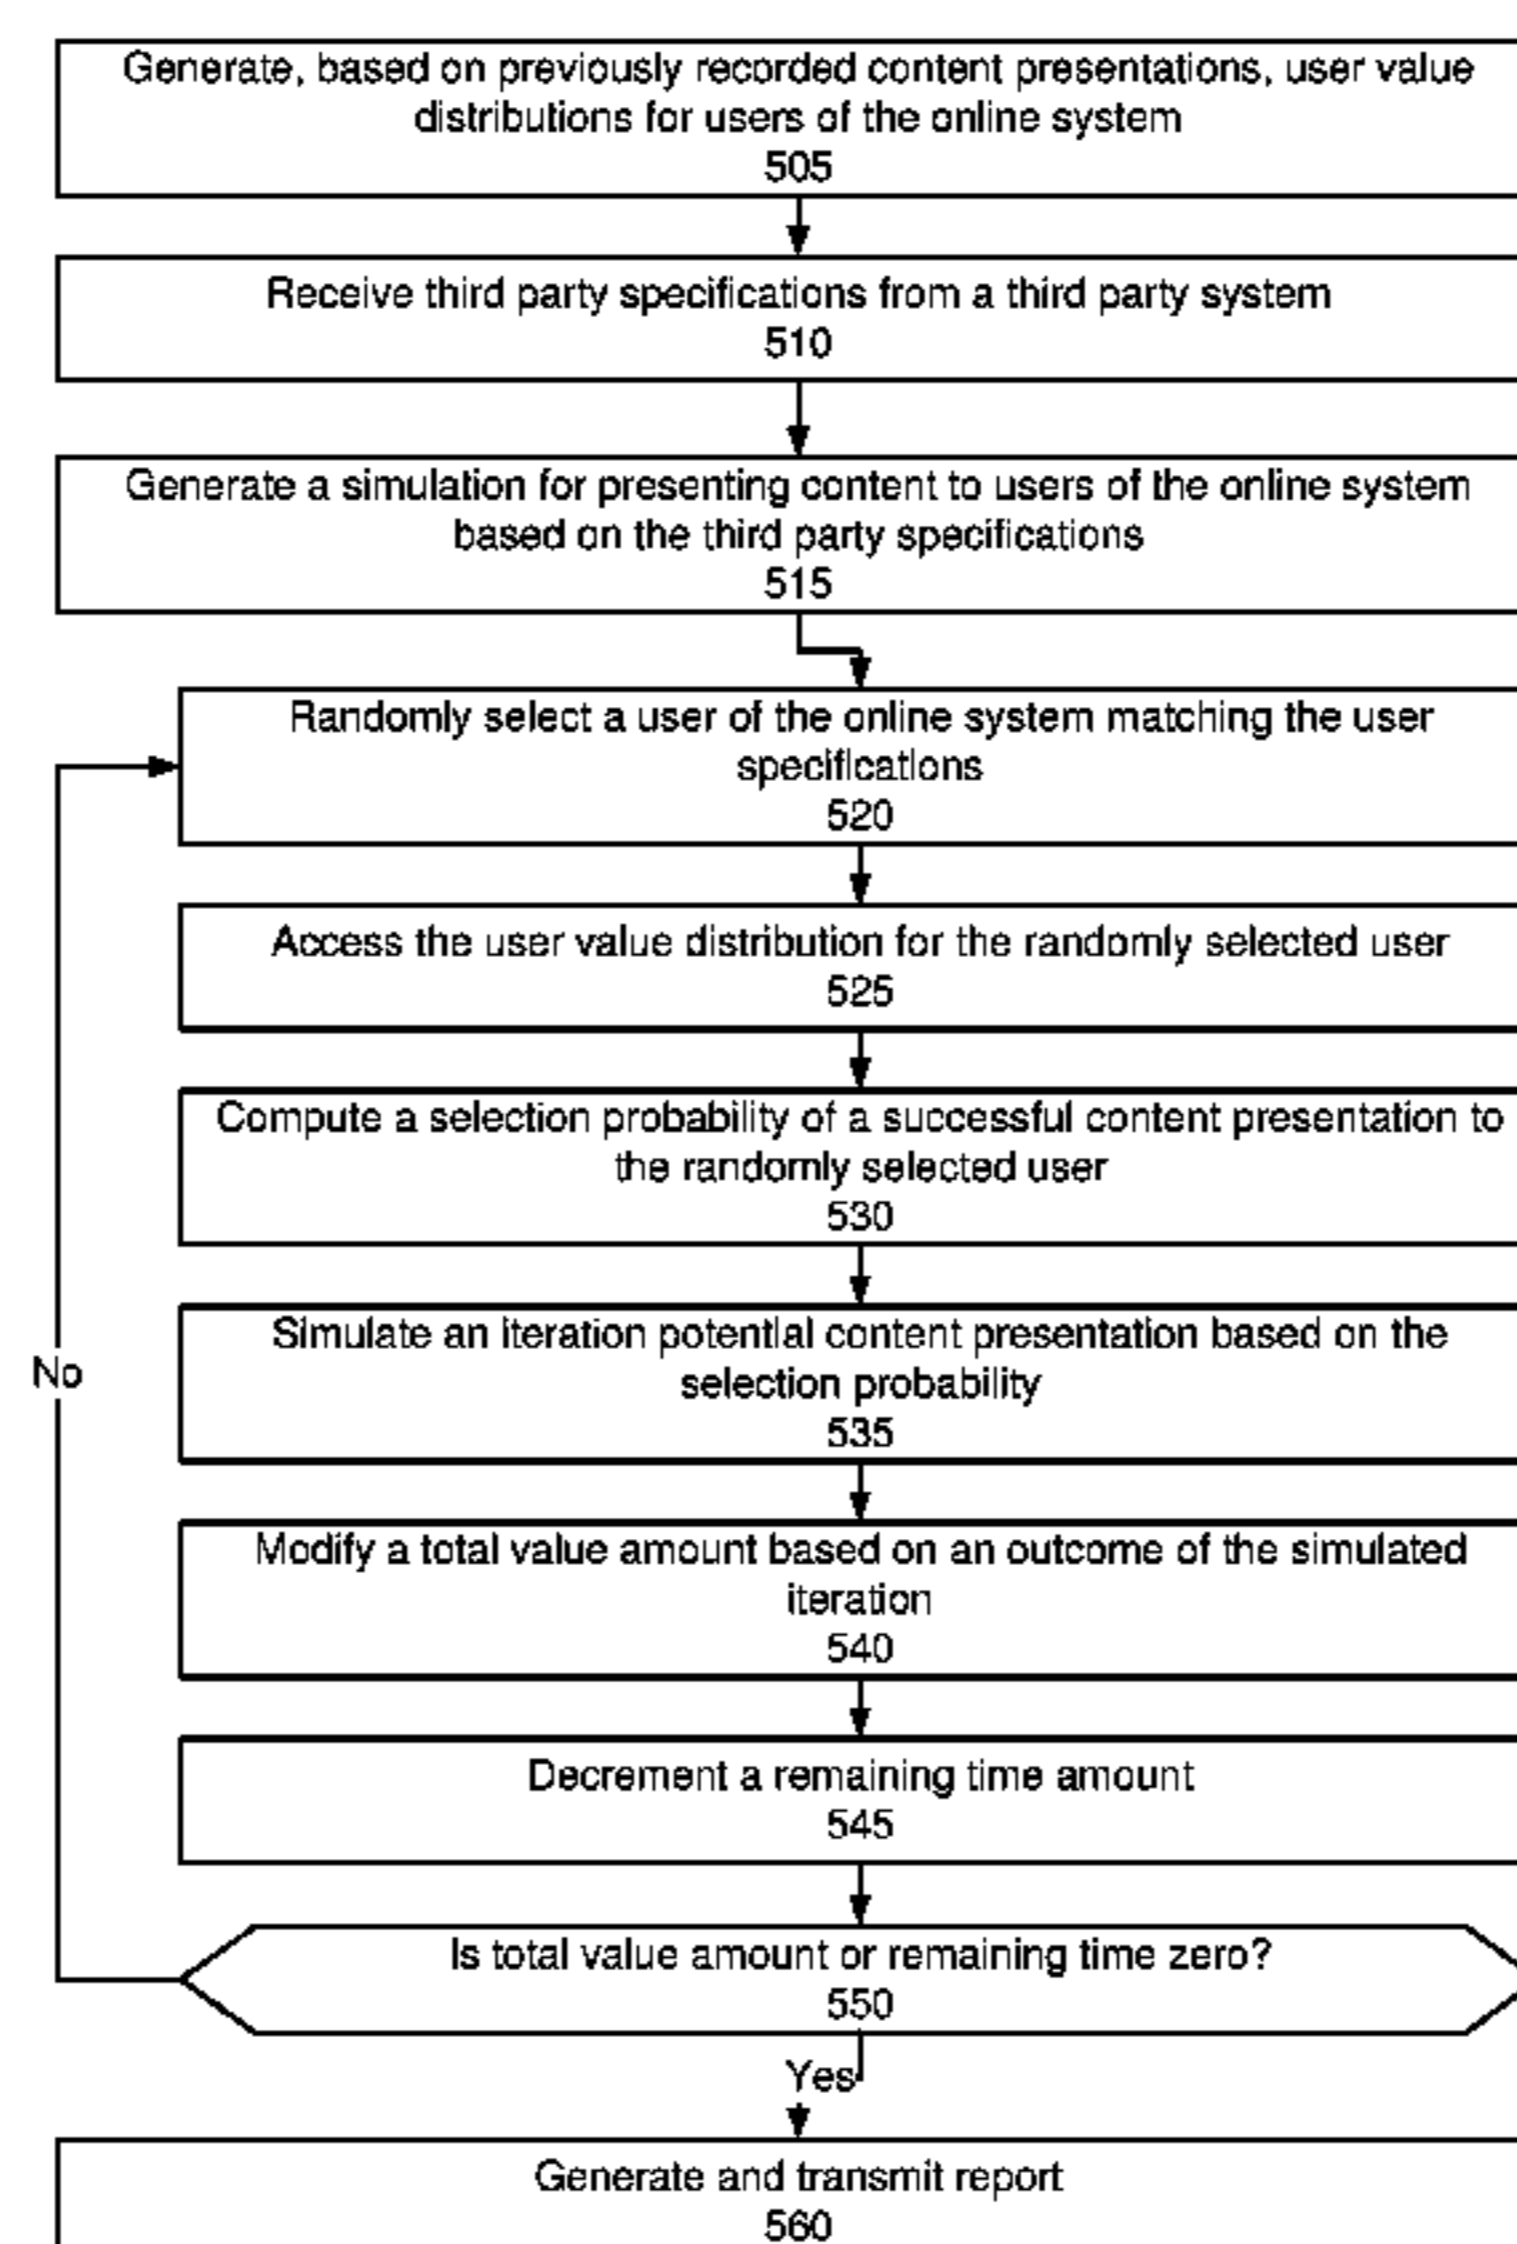 Generate, based on previously recorded content presentations, user value
distributions for users of the online system
505
Receive third party specifications from a third party system
510
Generate a simulation for presenting content to users of the online system
based on the third party specifications
515
Randomly select a user of the online system matching the user
specifications
520
Access the user value distribution for the randomly selected user
525
Compute a selection probability of a successful content presentation to
the randomly selected user
530
Simulate an iteration potential content presentation based on the
selection probability
535
No
Modify a total value amount based on an outcome of the simulated
iteration
540
Decrement a remaining time amount
545
Is total value amount or remaining time zero?
550
Yes
Generate and transmit report
560